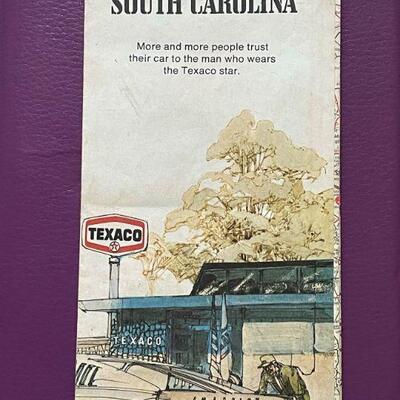 SOUTH CAROLINA
More and more people trust
their car to the man who wears
the Texaco star.
TEXACO
TEXACO